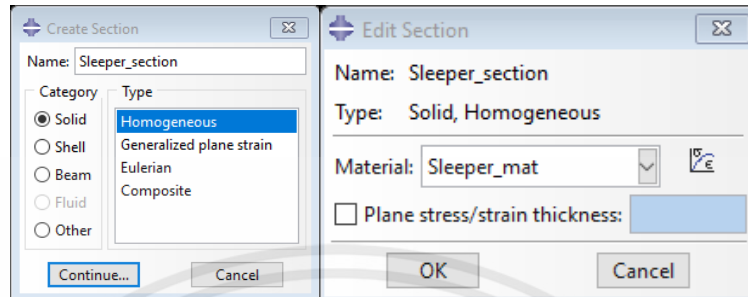 Create Section
Name: Sleeper_section
Category
Type
Solid
Shell
Beam
Fluid
Other
Homogeneous
Generalized plane strain
Eulerian
Composite
Continue...
Cancel
Edit Section
Name: Sleeper_section
Type: Solid, Homogeneous
Material: Sleeper_mat
σ
ε
Plane stress/strain thickness:
OK
Cancel